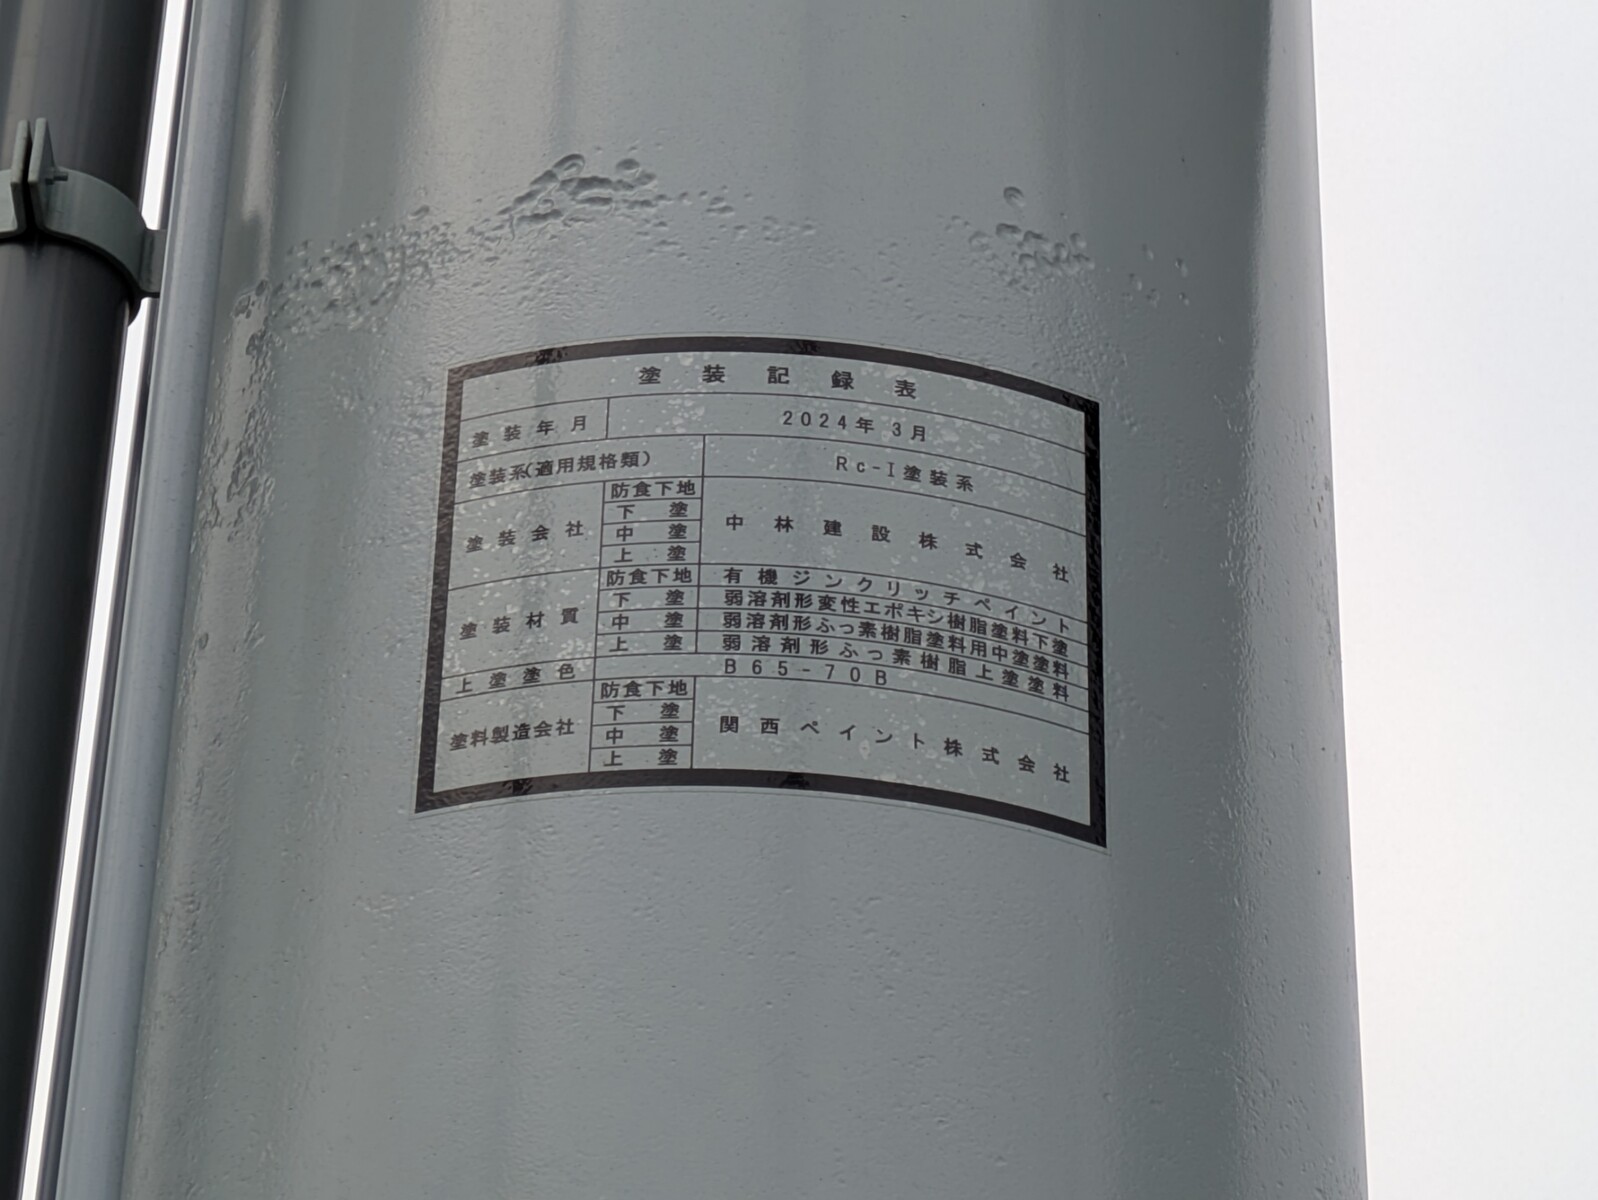 塗装記録表
塗装年月 2024年 3月
塗装系(適用規格類) Rc-I塗装系
塗装会社 防食下地 中林建設株式会社
下塗
中塗
上塗
塗装材質 防食下地 有機ジンクリッチペイント
下塗 弱溶剤形変性エポキシ樹脂塗料下塗
中塗 弱溶剤形ふっ素樹脂塗料用中塗塗料
上塗 弱溶剤形ふっ素樹脂上塗塗料
上塗塗色 B65-70B
塗料製造会社 防食下地 関西ペイント株式会社
下塗
中塗
上塗